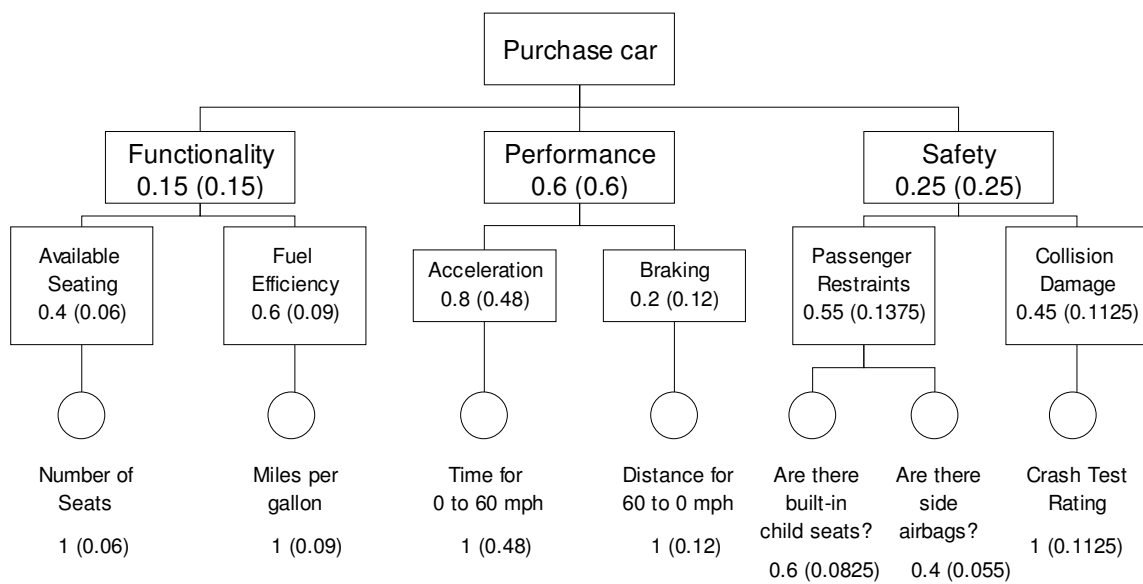 Purchase car
Functionality
0.15 (0.15)
Performance
0.6 (0.6)
Safety
0.25 (0.25)
Available
Seating
0.4 (0.06)
Fuel
Efficiency
0.6 (0.09)
Acceleration
0.8 (0.48)
Braking
0.2 (0.12)
Passenger
Restraints
0.55 (0.1375)
Collision
Damage
0.45 (0.1125)
Number of
Seats
1 (0.06)
Miles per
gallon
1 (0.09)
Time for
0 to 60 mph
1 (0.48)
Distance for
60 to 0 mph
1 (0.12)
Are there
built-in
child seats?
0.6 (0.0825)
Are there
side
airbags?
0.4 (0.055)
Crash Test
Rating
1 (0.1125)